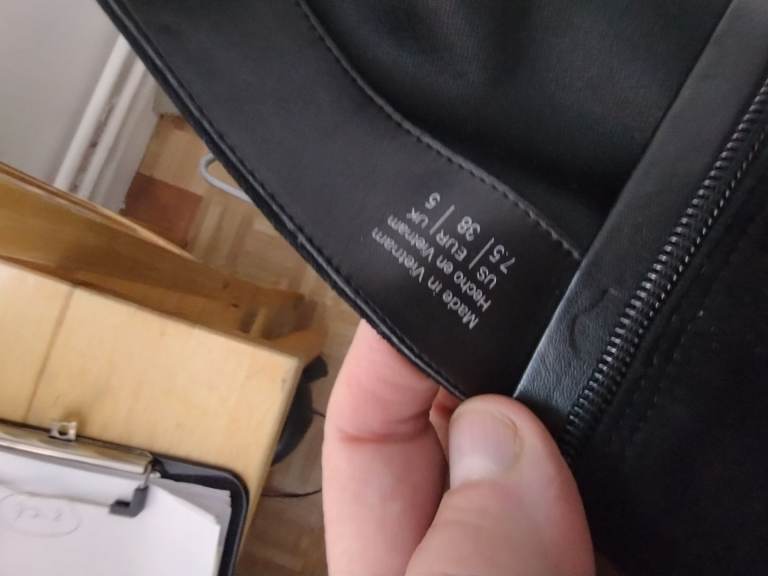 Made in Vietnam
Hecho en Vietnam
US | EUR | UK
7.5 | 38 | 5